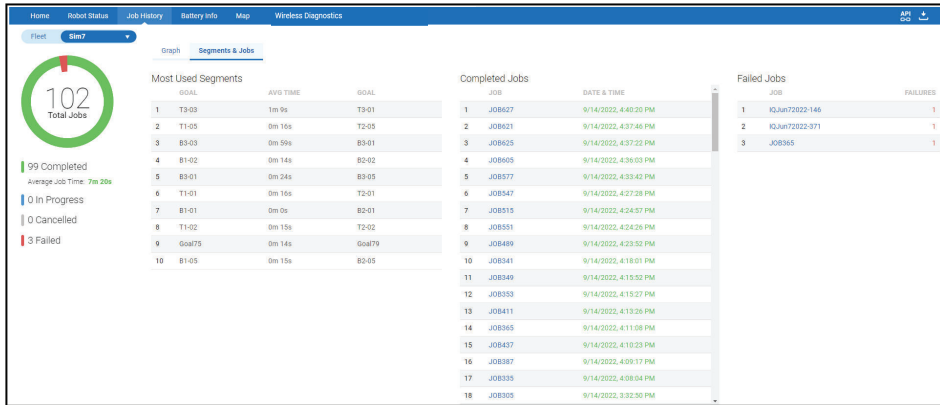 Home Robot Status Job History Battery Info Map Wireless Diagnostics API
Fleet Sim7
Graph Segments & Jobs
102
Total Jobs
99 Completed
Average Job Time: 7m 20s
0 In Progress
0 Cancelled
3 Failed
Most Used Segments
GOAL AVG TIME GOAL
1 T3-03 1m 9s T3-01
2 T1-05 0m 16s T2-05
3 B3-03 0m 59s B3-01
4 B1-02 0m 14s B2-02
5 B3-01 0m 24s B3-05
6 T1-01 0m 16s T2-01
7 B1-01 0m 0s B2-01
8 T1-02 0m 15s T2-02
9 Goal75 0m 14s Goal79
10 B1-05 0m 15s B2-05
Completed Jobs
JOB DATE & TIME
1 JOB627 9/14/2022, 4:40:20 PM
2 JOB621 9/14/2022, 4:37:46 PM
3 JOB625 9/14/2022, 4:37:22 PM
4 JOB605 9/14/2022, 4:36:03 PM
5 JOB577 9/14/2022, 4:33:42 PM
6 JOB547 9/14/2022, 4:27:28 PM
7 JOB515 9/14/2022, 4:24:57 PM
8 JOB551 9/14/2022, 4:24:26 PM
9 JOB489 9/14/2022, 4:23:52 PM
10 JOB341 9/14/2022, 4:18:01 PM
11 JOB349 9/14/2022, 4:15:52 PM
12 JOB353 9/14/2022, 4:15:27 PM
13 JOB411 9/14/2022, 4:13:26 PM
14 JOB365 9/14/2022, 4:11:08 PM
15 JOB437 9/14/2022, 4:10:23 PM
16 JOB387 9/14/2022, 4:09:17 PM
17 JOB335 9/14/2022, 4:08:04 PM
18 JOB305 9/14/2022, 3:32:50 PM
Failed Jobs
JOB FAILURES
1 IQJun72022-146 1
2 IQJun72022-371 1
3 JOB365 1